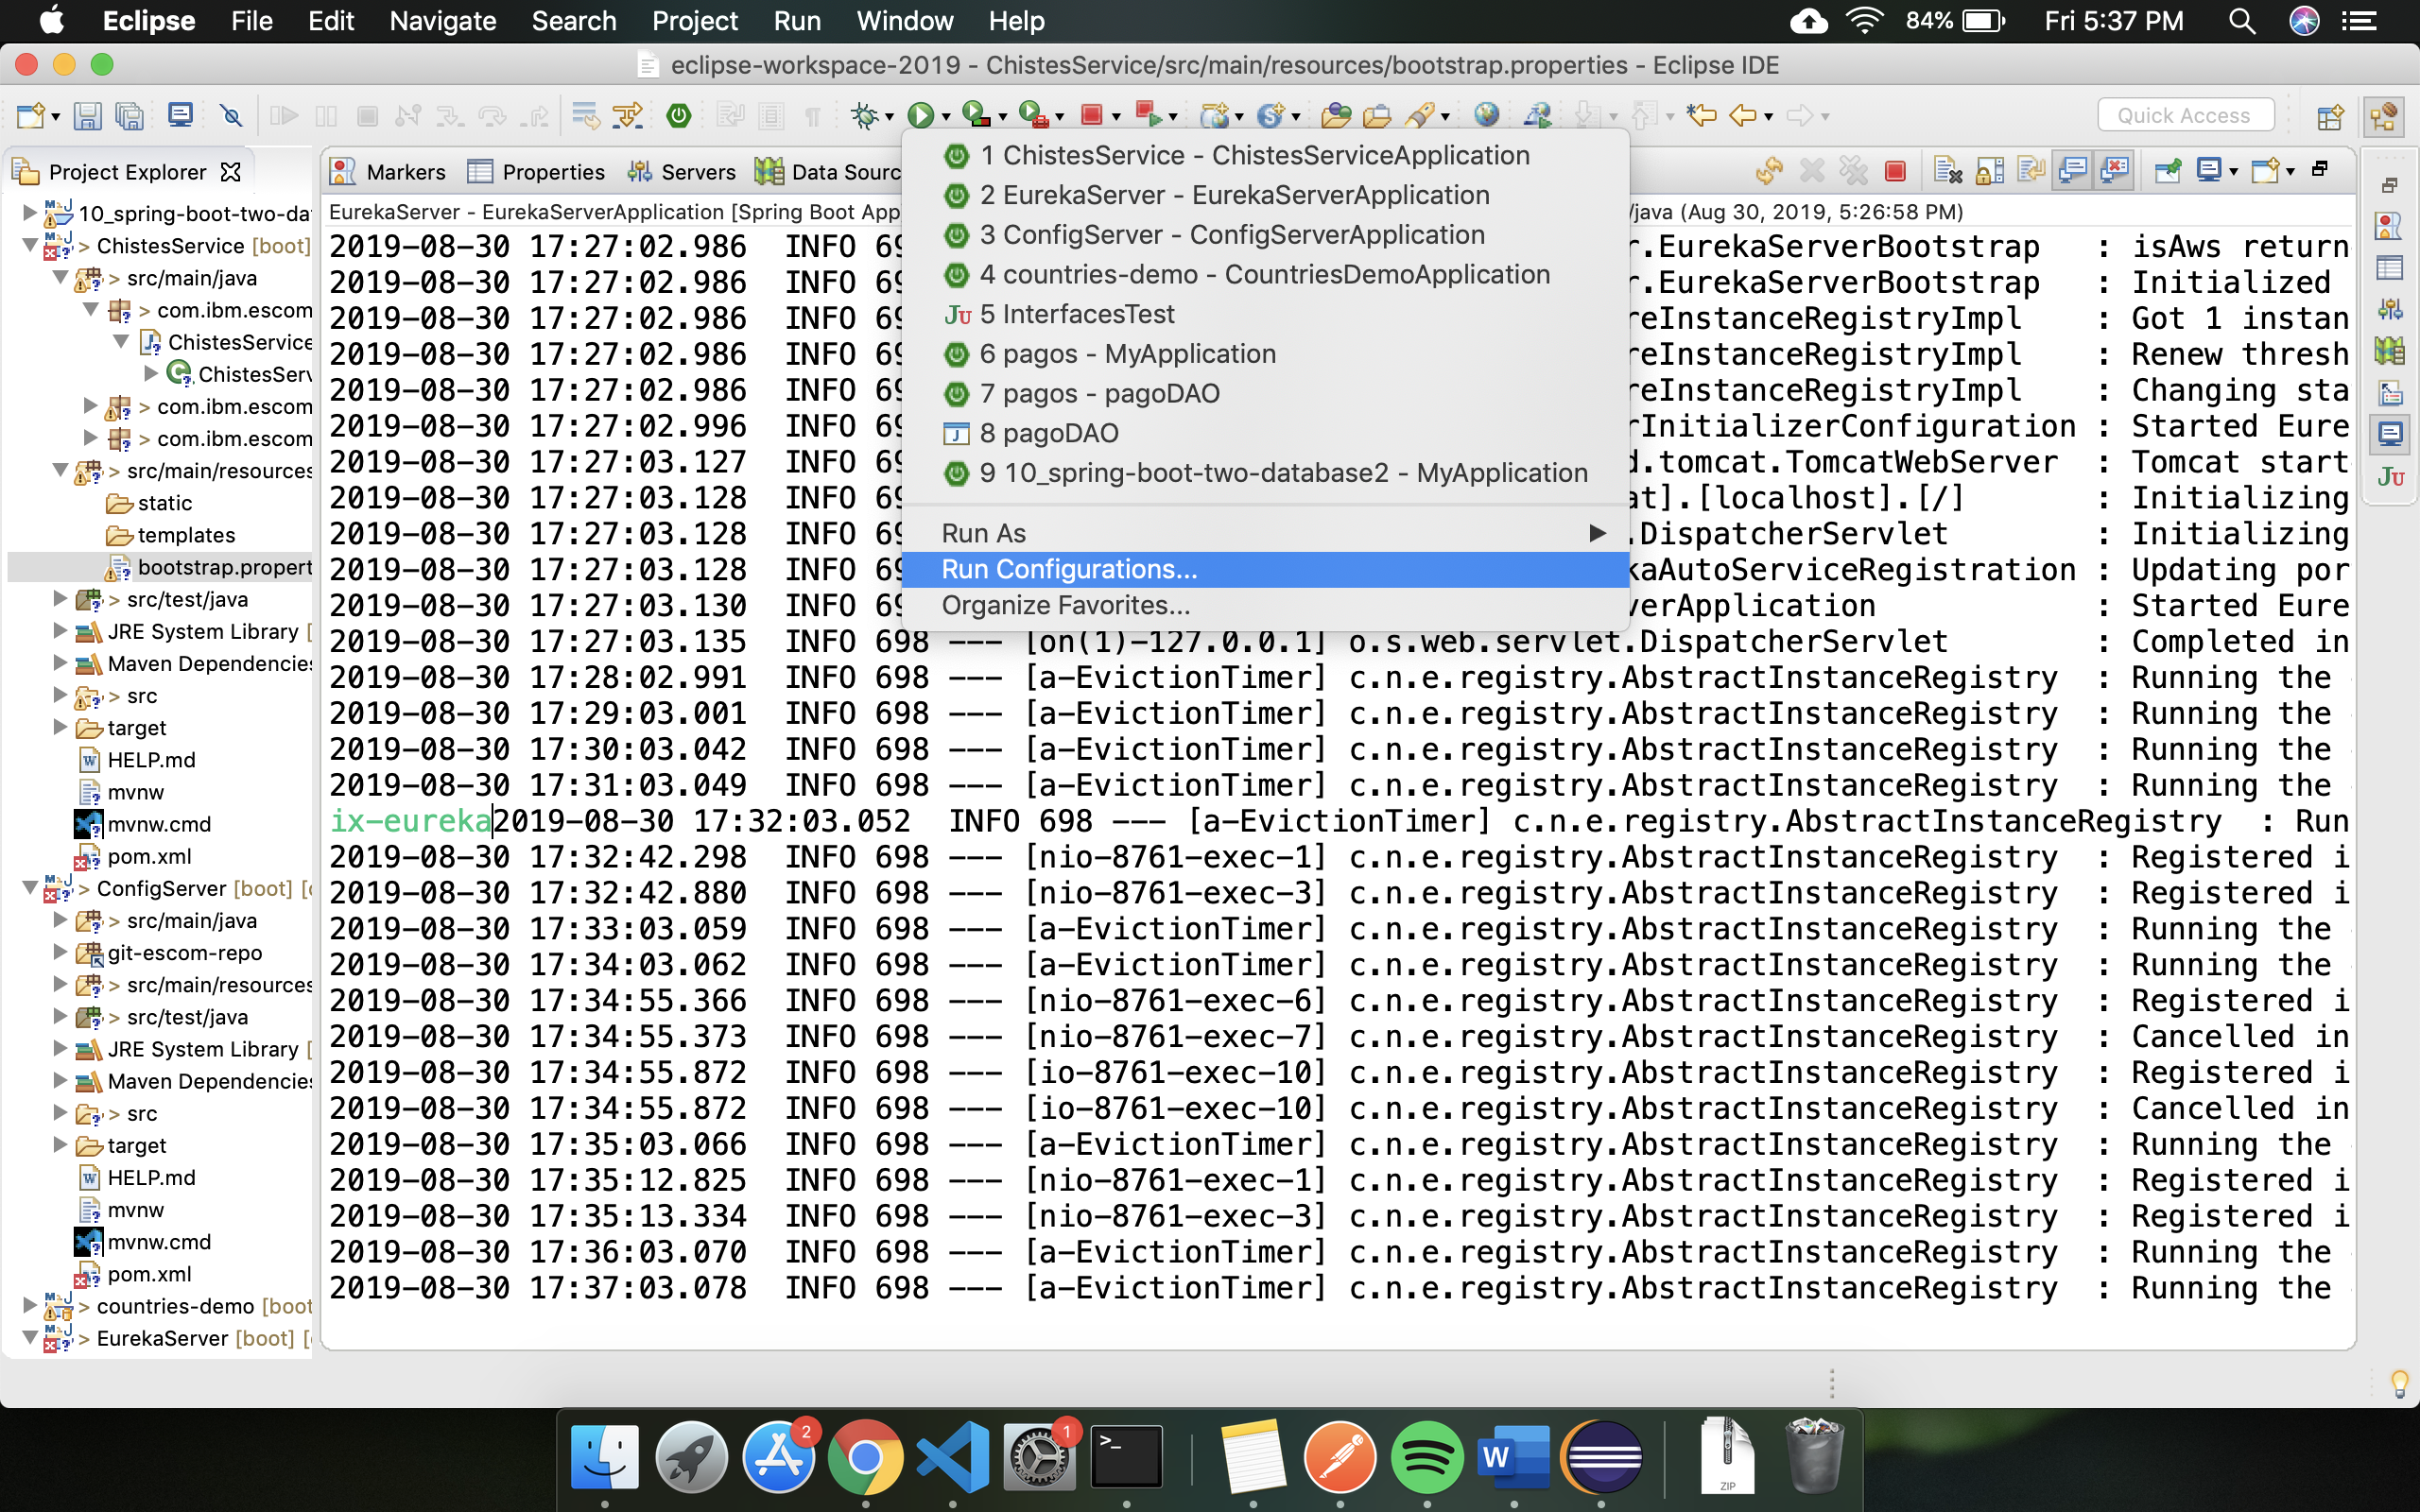 Eclipse File Edit Navigate Search Project Run Window Help 84% Fri 5:37 PM
eclipse-workspace-2019 - ChistesService/src/main/resources/bootstrap.properties - Eclipse IDE
Quick Access
Project Explorer
10_spring-boot-two-da
> ChistesService [boot]
> src/main/java
> com.ibm.escom
ChistesService
ChistesServ
> com.ibm.escom
> com.ibm.escom
> src/main/resources
static
templates
bootstrap.propert
> src/test/java
JRE System Library [
Maven Dependencies
> src
target
HELP.md
mvnw
mvnw.cmd
pom.xml
> ConfigServer [boot] [
> src/main/java
git-escom-repo
> src/main/resources
> src/test/java
JRE System Library [
Maven Dependencies
> src
target
HELP.md
mvnw
mvnw.cmd
pom.xml
> countries-demo [boot
> EurekaServer [boot] [
Markers Properties Servers Data Sourc
EurekaServer - EurekaServerApplication [Spring Boot App /java (Aug 30, 2019, 5:26:58 PM)
1 ChistesService - ChistesServiceApplication
2 EurekaServer - EurekaServerApplication
3 ConfigServer - ConfigServerApplication
4 countries-demo - CountriesDemoApplication
Ju 5 InterfacesTest
6 pagos - MyApplication
7 pagos - pagoDAO
8 pagoDAO
9 10_spring-boot-two-database2 - MyApplication
Run As
Run Configurations...
Organize Favorites...
2019-08-30 17:27:02.986 INFO 69 r.EurekaServerBootstrap : isAws return
2019-08-30 17:27:02.986 INFO 69 r.EurekaServerBootstrap : Initialized
2019-08-30 17:27:02.986 INFO 69 reInstanceRegistryImpl : Got 1 instan
2019-08-30 17:27:02.986 INFO 69 reInstanceRegistryImpl : Renew thresh
2019-08-30 17:27:02.986 INFO 69 reInstanceRegistryImpl : Changing sta
2019-08-30 17:27:02.996 INFO 69 rInitializerConfiguration : Started Eure
2019-08-30 17:27:03.127 INFO 69 d.tomcat.TomcatWebServer : Tomcat start
2019-08-30 17:27:03.128 INFO 69 at].[localhost].[/] : Initializing
2019-08-30 17:27:03.128 INFO 69 .DispatcherServlet : Initializing
2019-08-30 17:27:03.128 INFO 69 kaAutoServiceRegistration : Updating por
2019-08-30 17:27:03.130 INFO 69 verApplication : Started Eure
2019-08-30 17:27:03.135 INFO 698 --- [on(1)-127.0.0.1] o.s.web.servlet.DispatcherServlet : Completed in
2019-08-30 17:28:02.991 INFO 698 --- [a-EvictionTimer] c.n.e.registry.AbstractInstanceRegistry : Running the
2019-08-30 17:29:03.001 INFO 698 --- [a-EvictionTimer] c.n.e.registry.AbstractInstanceRegistry : Running the
2019-08-30 17:30:03.042 INFO 698 --- [a-EvictionTimer] c.n.e.registry.AbstractInstanceRegistry : Running the
2019-08-30 17:31:03.049 INFO 698 --- [a-EvictionTimer] c.n.e.registry.AbstractInstanceRegistry : Running the
ix-eureka2019-08-30 17:32:03.052 INFO 698 --- [a-EvictionTimer] c.n.e.registry.AbstractInstanceRegistry : Run
2019-08-30 17:32:42.298 INFO 698 --- [nio-8761-exec-1] c.n.e.registry.AbstractInstanceRegistry : Registered i
2019-08-30 17:32:42.880 INFO 698 --- [nio-8761-exec-3] c.n.e.registry.AbstractInstanceRegistry : Registered i
2019-08-30 17:33:03.059 INFO 698 --- [a-EvictionTimer] c.n.e.registry.AbstractInstanceRegistry : Running the
2019-08-30 17:34:03.062 INFO 698 --- [a-EvictionTimer] c.n.e.registry.AbstractInstanceRegistry : Running the
2019-08-30 17:34:55.366 INFO 698 --- [nio-8761-exec-6] c.n.e.registry.AbstractInstanceRegistry : Registered i
2019-08-30 17:34:55.373 INFO 698 --- [nio-8761-exec-7] c.n.e.registry.AbstractInstanceRegistry : Cancelled in
2019-08-30 17:34:55.872 INFO 698 --- [io-8761-exec-10] c.n.e.registry.AbstractInstanceRegistry : Registered i
2019-08-30 17:34:55.872 INFO 698 --- [io-8761-exec-10] c.n.e.registry.AbstractInstanceRegistry : Cancelled in
2019-08-30 17:35:03.066 INFO 698 --- [a-EvictionTimer] c.n.e.registry.AbstractInstanceRegistry : Running the
2019-08-30 17:35:12.825 INFO 698 --- [nio-8761-exec-1] c.n.e.registry.AbstractInstanceRegistry : Registered i
2019-08-30 17:35:13.334 INFO 698 --- [nio-8761-exec-3] c.n.e.registry.AbstractInstanceRegistry : Registered i
2019-08-30 17:36:03.070 INFO 698 --- [a-EvictionTimer] c.n.e.registry.AbstractInstanceRegistry : Running the
2019-08-30 17:37:03.078 INFO 698 --- [a-EvictionTimer] c.n.e.registry.AbstractInstanceRegistry : Running the
Ju
2
1
W
ZIP